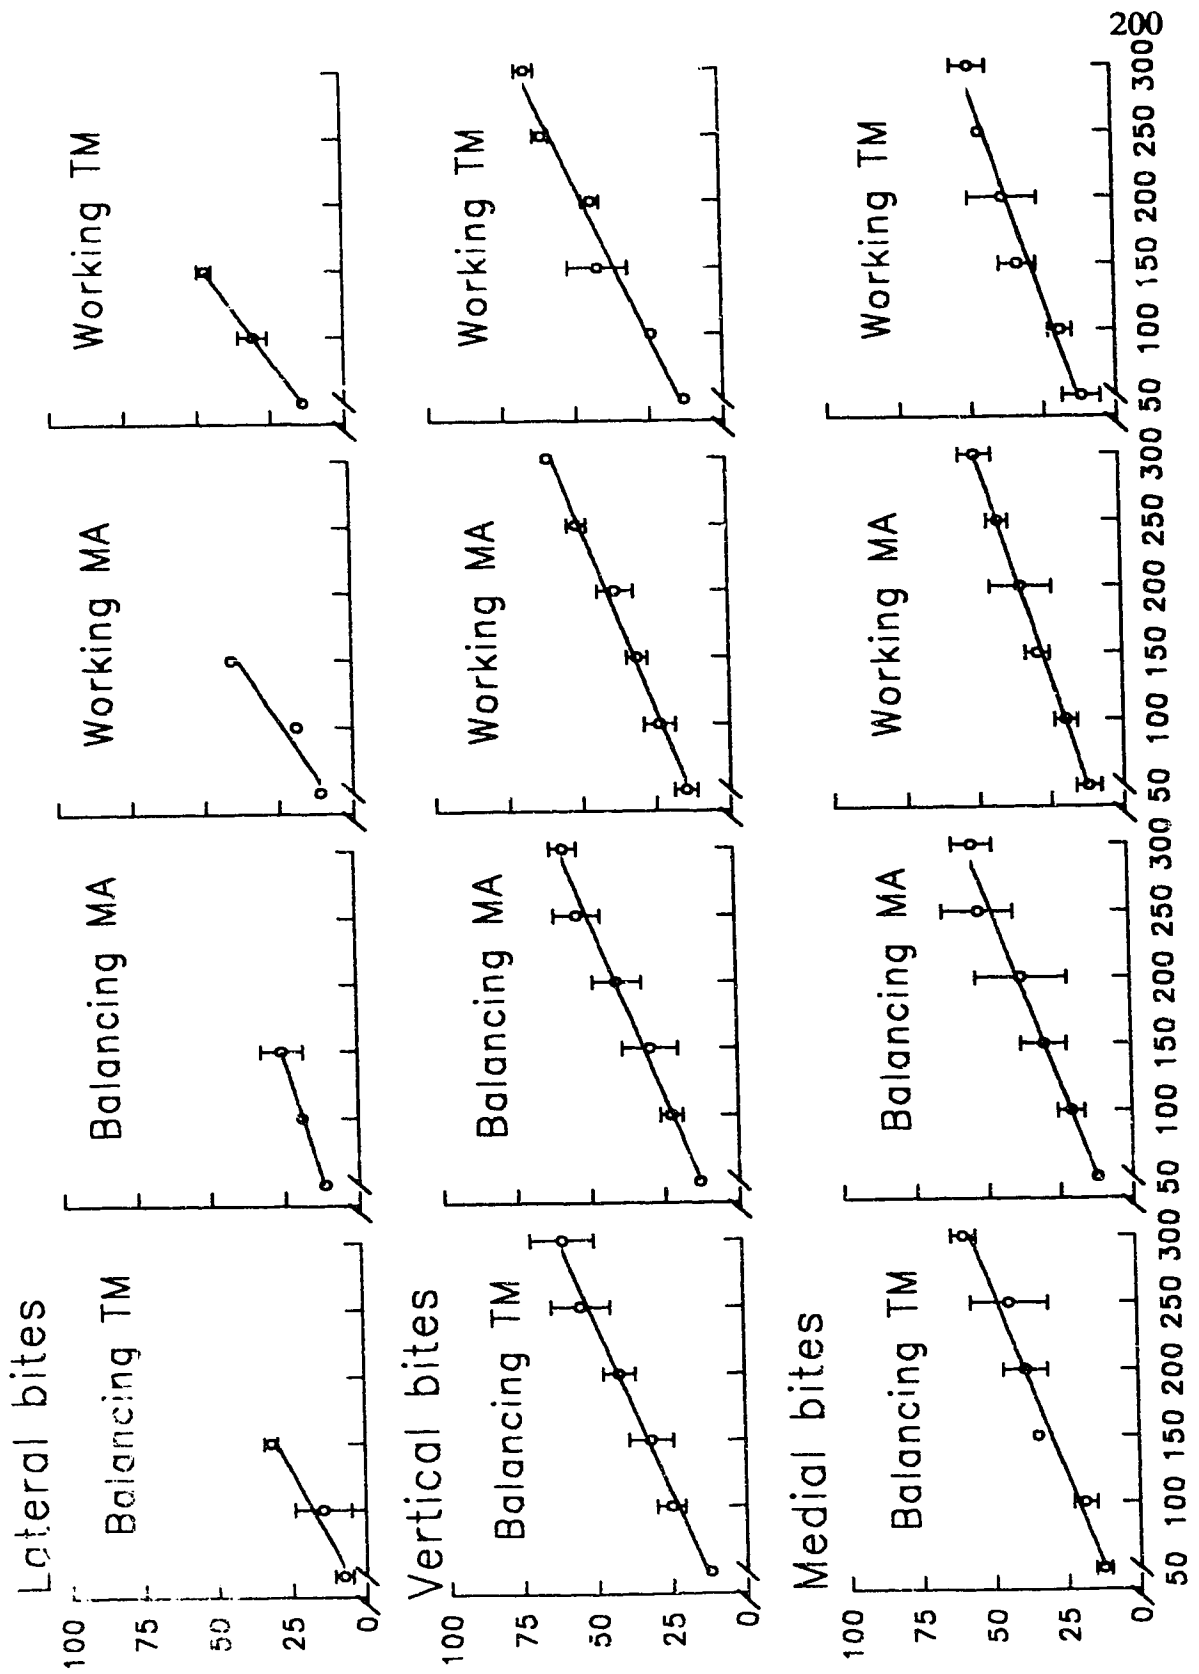 200
Lateral bites
Balancing TM
Balancing MA
Working MA
Working TM
100
75
50
25
0
Vertical bites
Balancing TM
Balancing MA
Working MA
Working TM
100
75
50
25
0
Medial bites
Balancing TM
Balancing MA
Working MA
Working TM
100
75
50
25
0
50 100 150 200 250 300 50 100 150 200 250 300 50 100 150 200 250 300 50 100 150 200 250 300